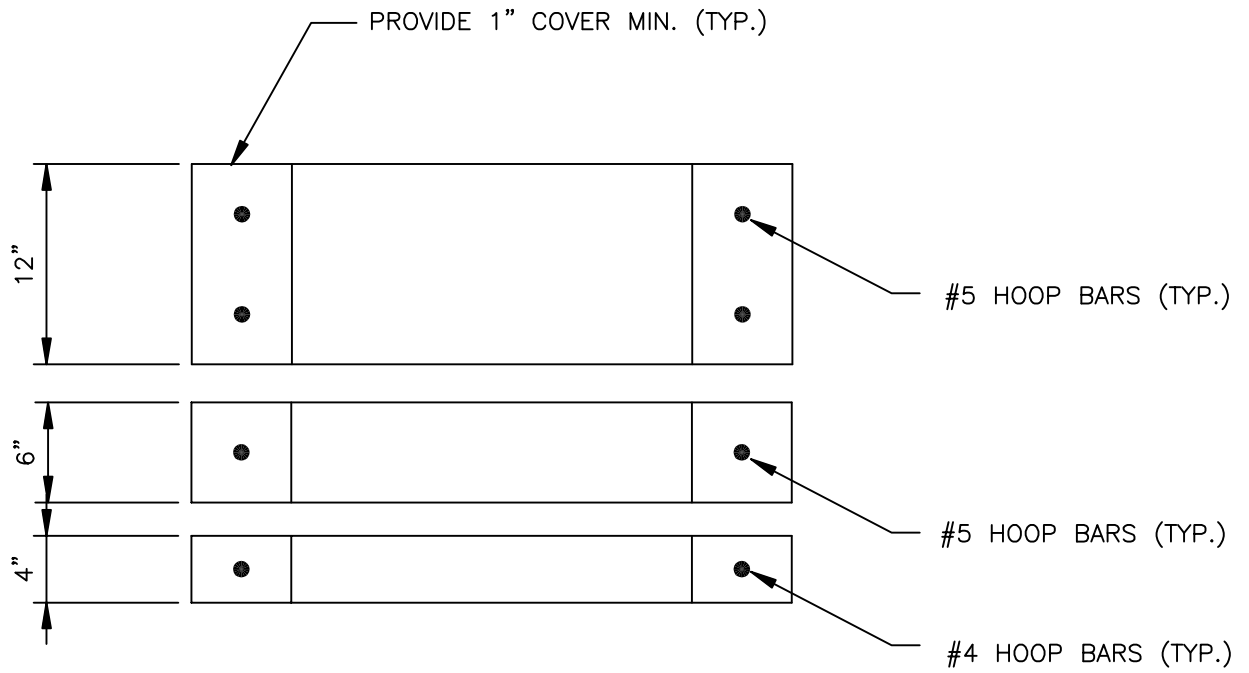 PROVIDE 1” COVER MIN. (TYP.)
12”
#5 HOOP BARS (TYP.)
6”
#5 HOOP BARS (TYP.)
4”
#4 HOOP BARS (TYP.)